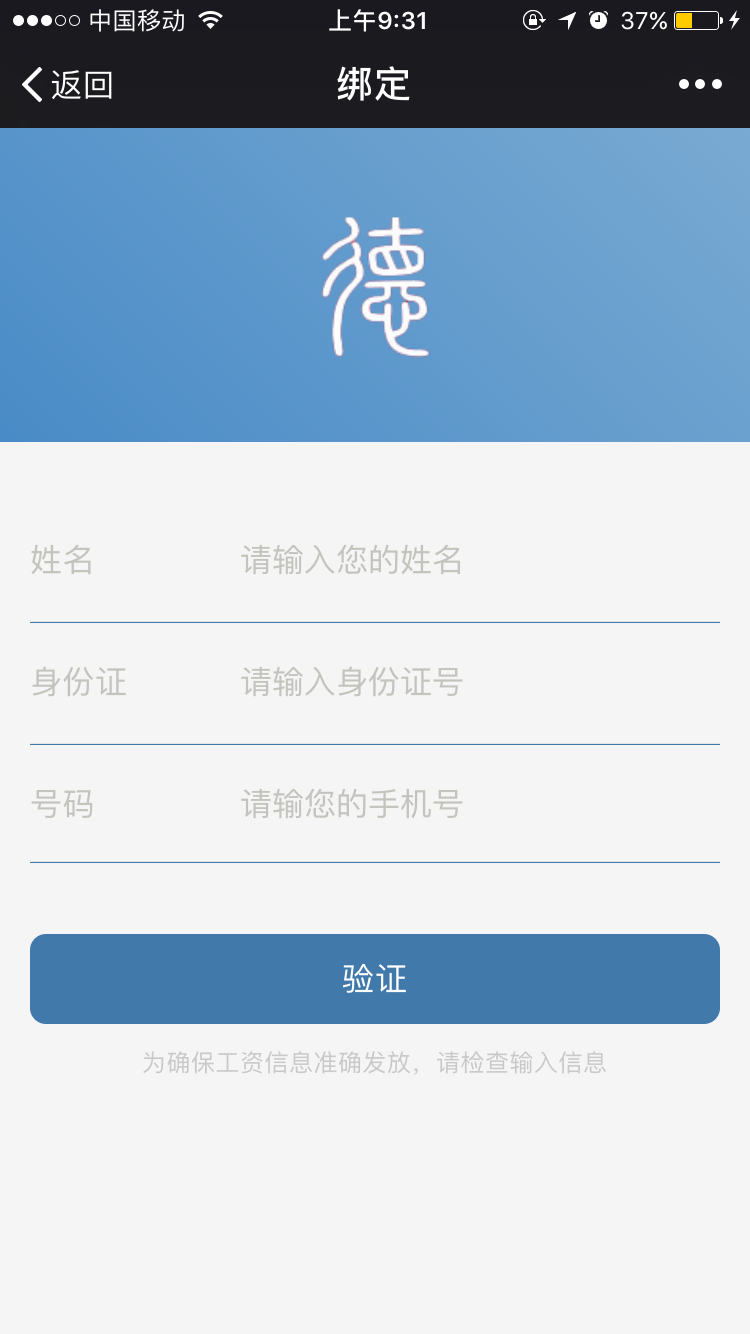 中国移动 上午9:31 37%
返回 绑定
德
姓名 请输入您的姓名
身份证 请输入身份证号
号码 请输您的手机号
验证
为确保工资信息准确发放，请检查输入信息